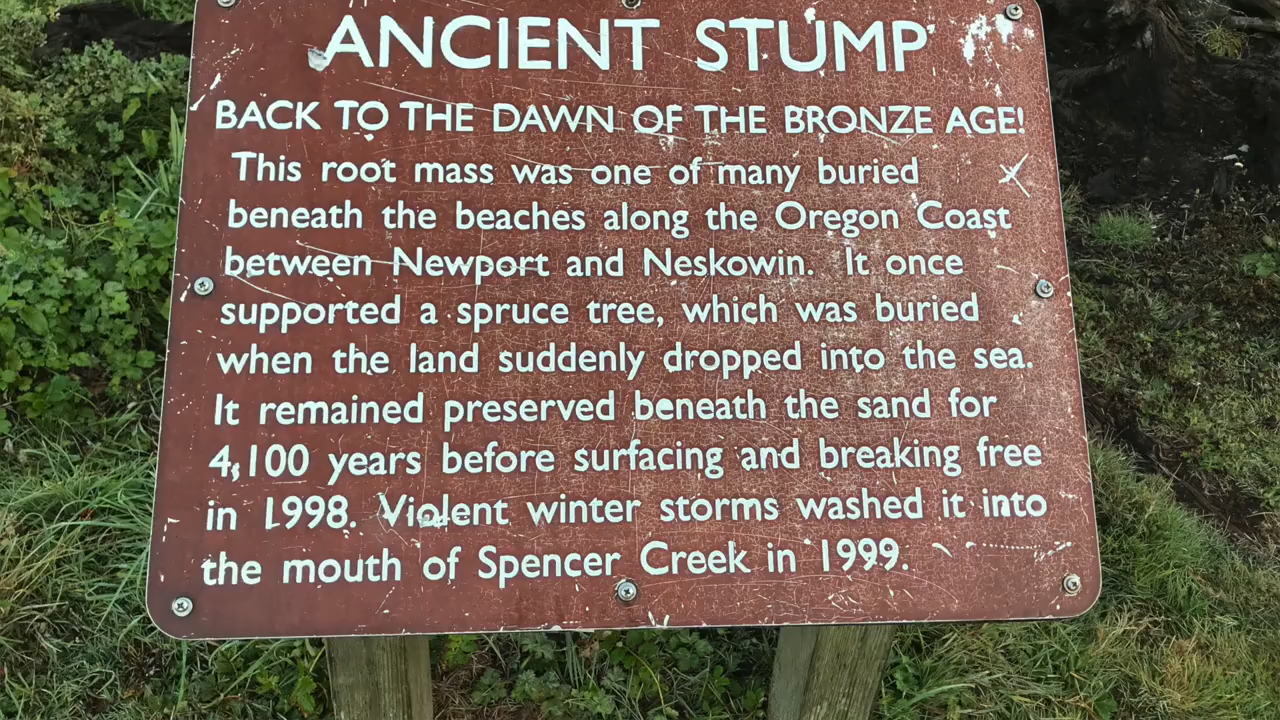 ANCIENT STUMP
BACK TO THE DAWN OF THE BRONZE AGE!
This root mass was one of many buried
beneath the beaches along the Oregon Coast
between Newport and Neskowin. It once
supported a spruce tree, which was buried
when the land suddenly dropped into the sea.
It remained preserved beneath the sand for
4,100 years before surfacing and breaking free
in 1998. Violent winter storms washed it into
the mouth of Spencer Creek in 1999.